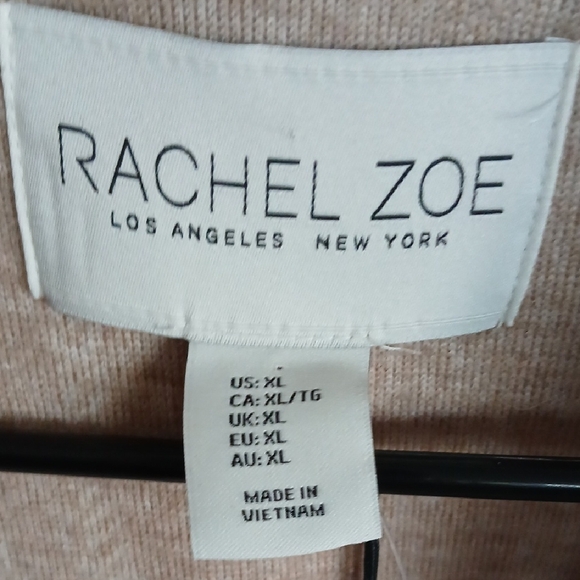 RACHEL ZOE
LOS ANGELES NEW YORK
US: XL
CA: XL/TG
UK: XL
EU: XL
AU: XL
MADE IN
VIETNAM